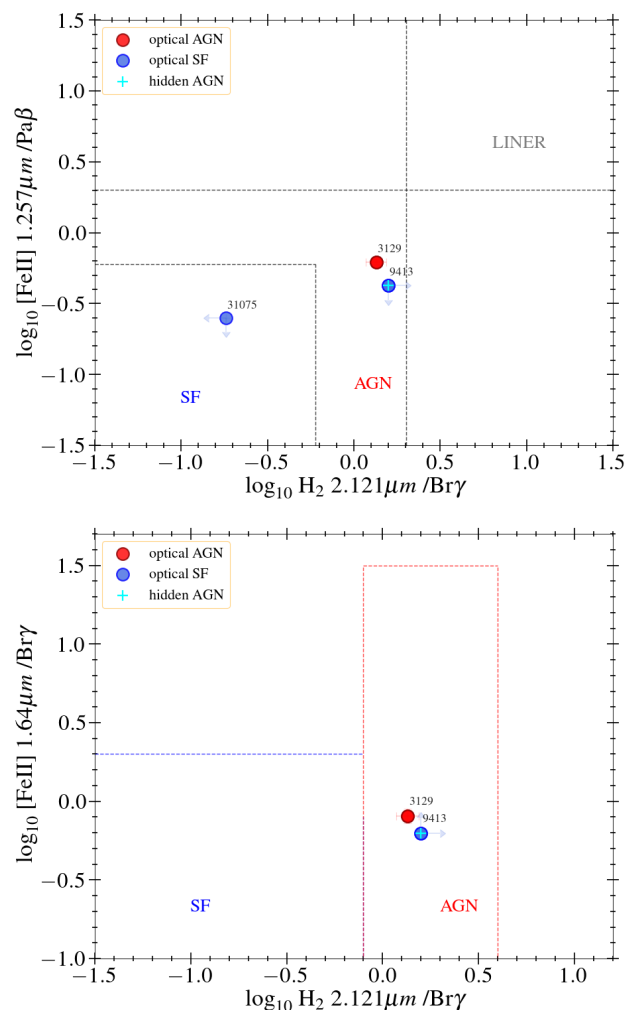 optical AGN
optical SF
hidden AGN
LINER
3129
9413
31075
SF
AGN
1.5
1.0
0.5
0.0
−0.5
−1.0
−1.5
−1.5
−1.0
−0.5
0.0
0.5
1.0
1.5
log₁₀ [FeII] 1.257μm /Paβ
log₁₀ H₂ 2.121μm /Brγ
optical AGN
optical SF
hidden AGN
3129
9413
SF
AGN
1.5
1.0
0.5
0.0
−0.5
−1.0
−1.5
−1.0
−0.5
0.0
0.5
1.0
log₁₀ [FeII] 1.64μm /Brγ
log₁₀ H₂ 2.121μm /Brγ